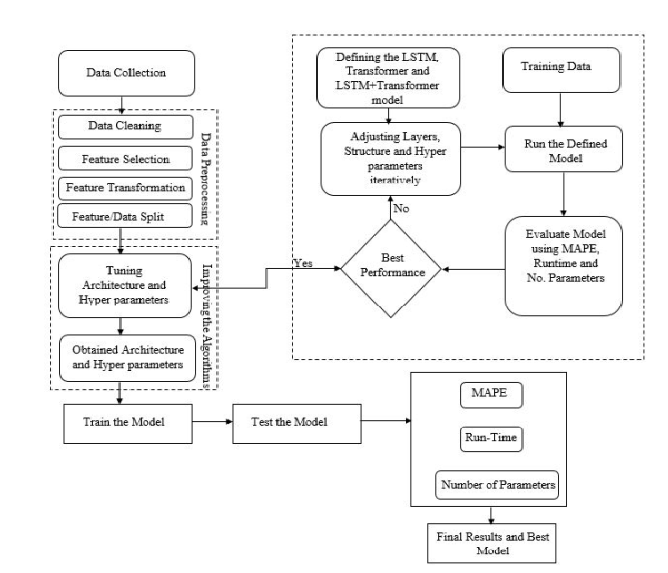 Data Collection
Data Cleaning
Feature Selection
Feature Transformation
Feature/Data Split
Data Preprocessing
Tuning
Architecture and
Hyper parameters
Obtained Architecture
and Hyper parameters
Improving the Algorithms
Defining the LSTM,
Transformer and
LSTM+Transformer
model
Training Data
Adjusting Layers,
Structure and Hyper
parameters
iteratively
Run the Defined
Model
No
Evaluate Model
using MAPE,
Runtime and
No. Parameters
Best
Performance
Yes
Train the Model
Test the Model
MAPE
Run-Time
Number of Parameters
Final Results and Best
Model